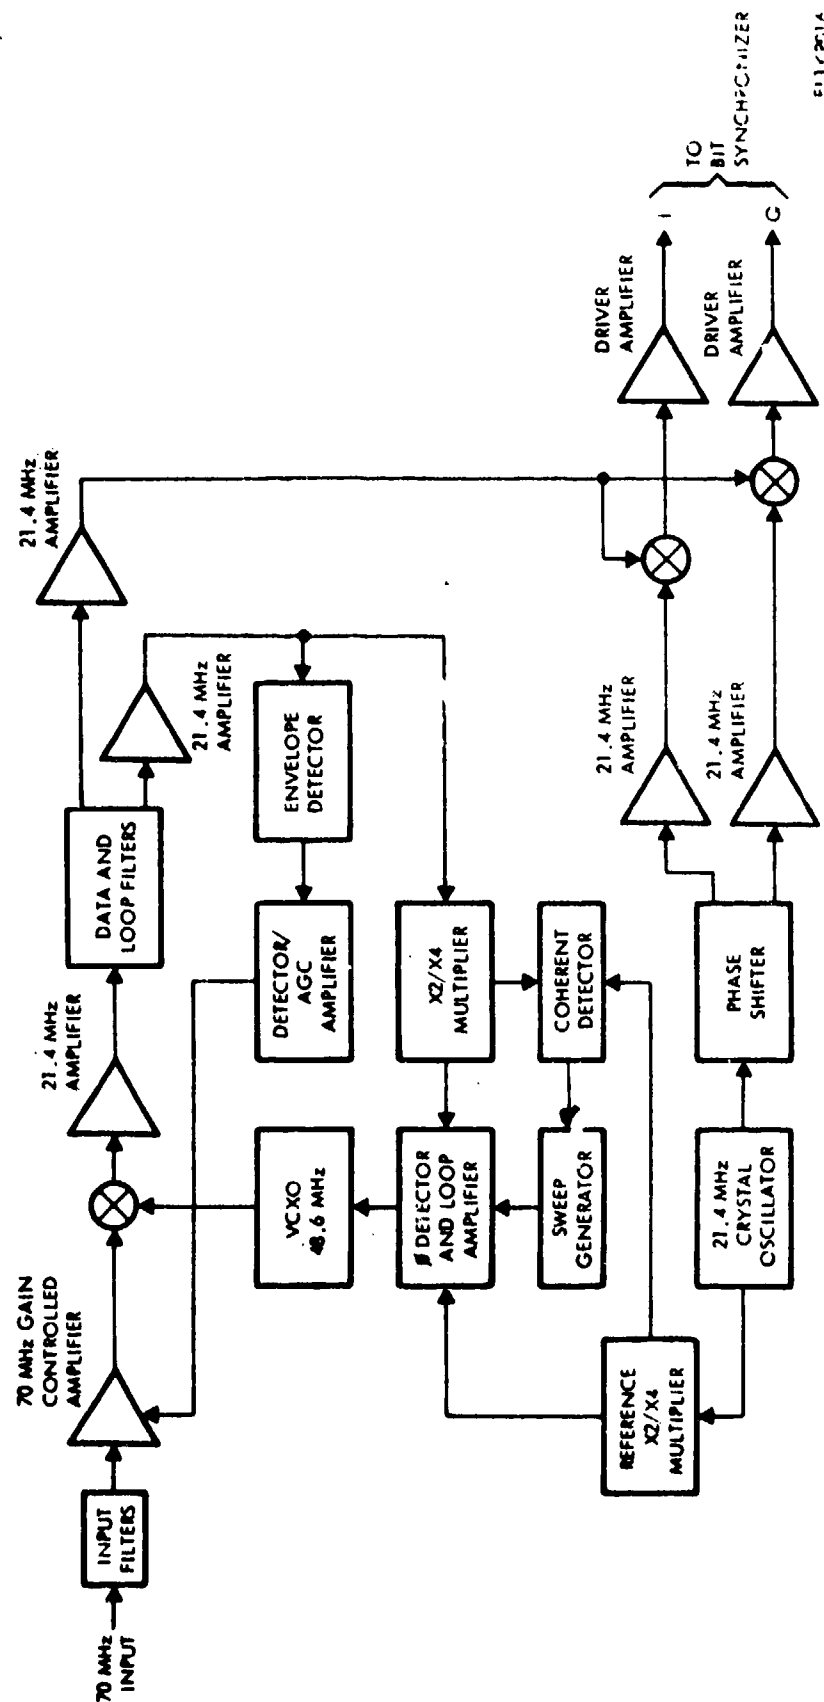 70 MHz
INPUT
INPUT
FILTERS
70 MHz GAIN
CONTROLLED
AMPLIFIER
21.4 MHz
AMPLIFIER
DATA AND
LOOP FILTERS
21.4 MHz
AMPLIFIER
21.4 MHz
AMPLIFIER
VCXO
48.6 MHz
DETECTOR/
AGC
AMPLIFIER
ENVELOPE
DETECTOR
Ø DETECTOR
AND LOOP
AMPLIFIER
X2/X4
MULTIPLIER
SWEEP
GENERATOR
COHERENT
DETECTOR
REFERENCE
X2/X4
MULTIPLIER
21.4 MHz
CRYSTAL
OSCILLATOR
PHASE
SHIFTER
21.4 MHz
AMPLIFIER
21.4 MHz
AMPLIFIER
DRIVER
AMPLIFIER
DRIVER
AMPLIFIER
I
TO
BIT
SYNCHRONIZER